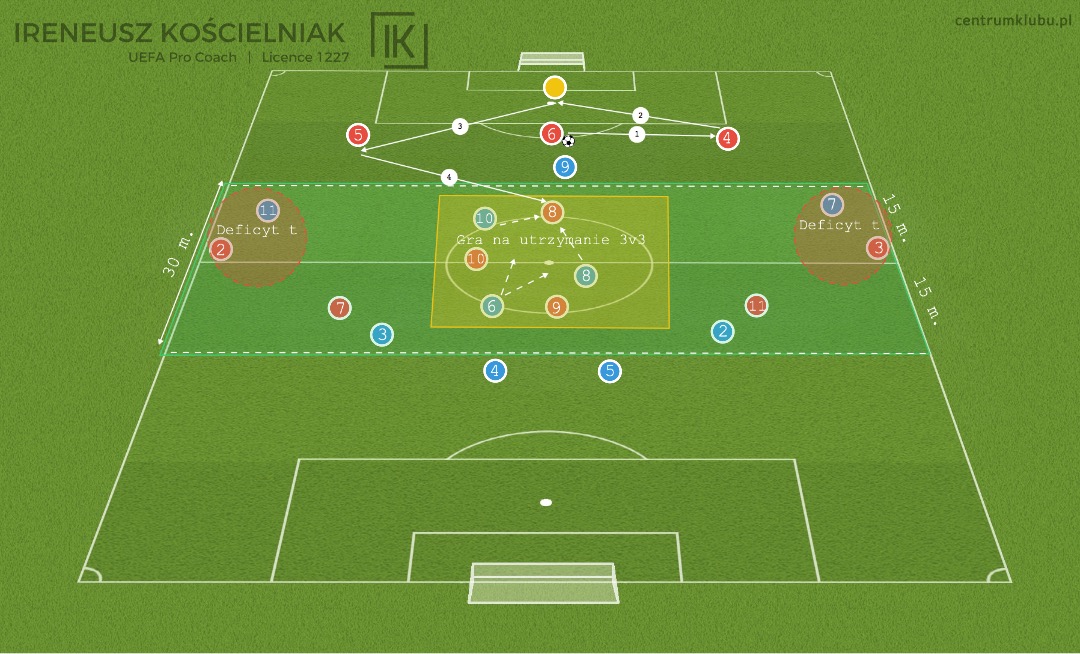 IRENEUSZ KOŚCIELNIAK
UEFA Pro Coach | Licence 1227
IK
centrumklubu.pl
5
3
6
1
2
4
9
4
11
Deficyt t
2
10
8
Gra na utrzymanie 3v3
10
8
6
9
7
Deficyt t
3
15 m.
15 m.
30 m.
7
3
11
2
4
5